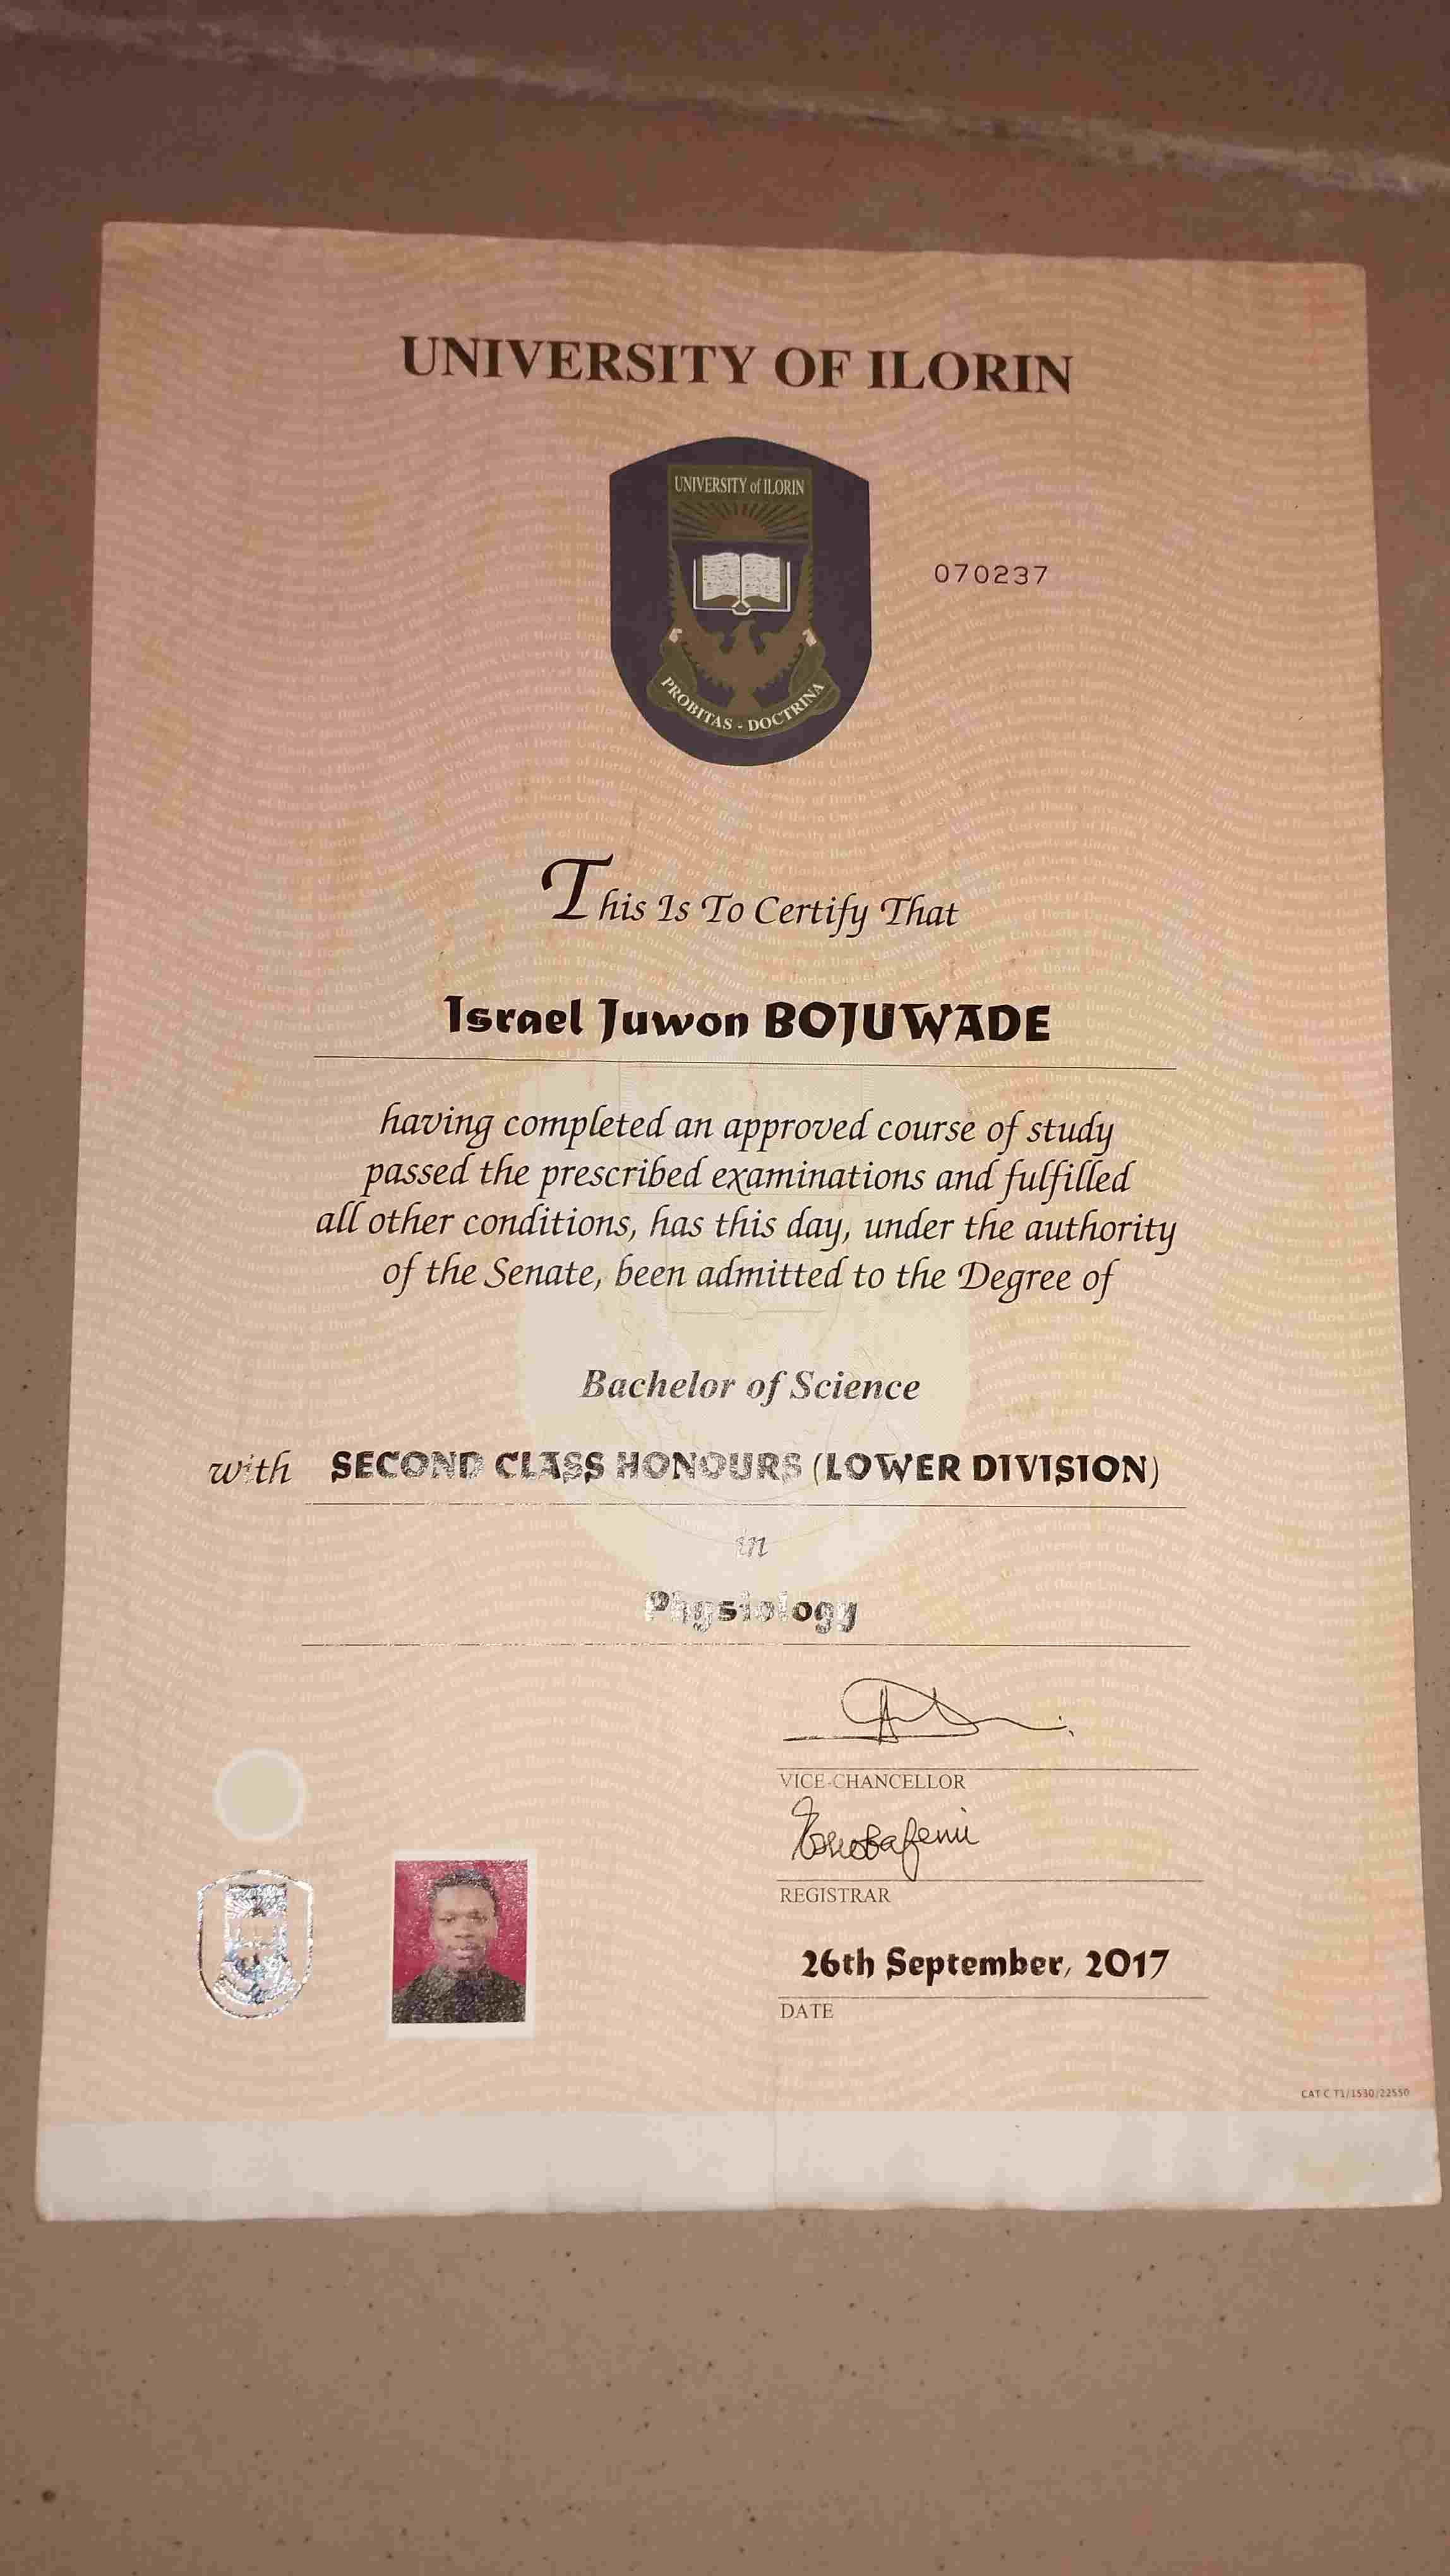 UNIVERSITY OF ILORIN
UNIVERSITY of ILORIN
070237
PROBITAS - DOCTRINA
This Is To Certify That
Israel Juwon BOJUWADE
having completed an approved course of study
passed the prescribed examinations and fulfilled
all other conditions, has this day, under the authority
of the Senate, been admitted to the Degree of
Bachelor of Science
with SECOND CLASS HONOURS (LOWER DIVISION)
in
Physiology
VICE-CHANCELLOR
REGISTRAR
26th September, 2017
DATE
CAT C T1/1530/22550